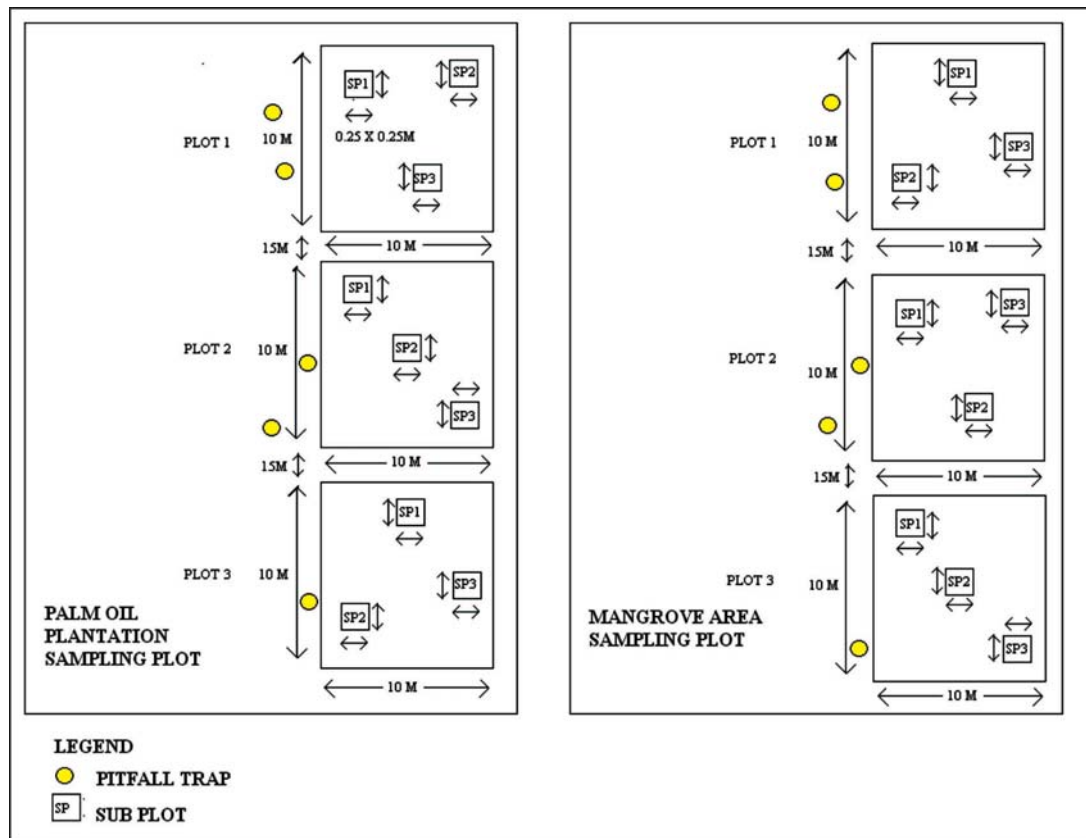 SP1
SP2
PLOT 1
10 M
0.25 X 0.25M
SP3
15M
10 M
SP1
PLOT 2
10 M
SP2
SP3
15M
10 M
SP1
PLOT 3
10 M
SP3
SP2
PALM OIL
PLANTATION
SAMPLING PLOT
10 M
SP1
PLOT 1
10 M
SP3
SP2
15M
10 M
SP1
SP3
PLOT 2
10 M
SP2
15M
10 M
SP1
PLOT 3
10 M
SP2
SP3
MANGROVE AREA
SAMPLING PLOT
10 M
LEGEND
PITFALL TRAP
SP
SUB PLOT